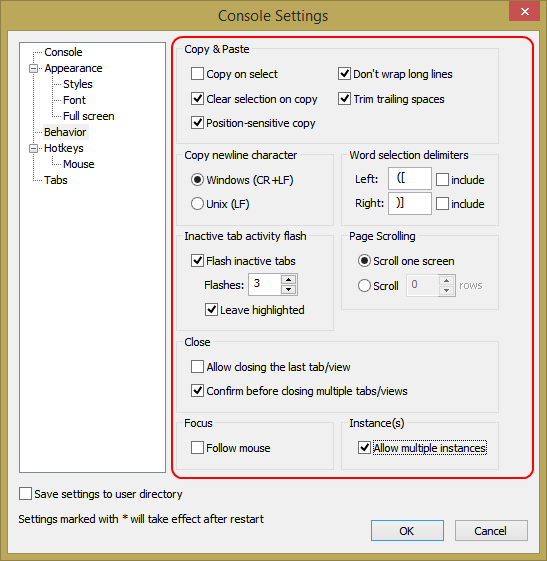 Console Settings
Console
Appearance
Styles
Font
Full screen
Behavior
Hotkeys
Mouse
Tabs
Copy & Paste
Copy on select
Don't wrap long lines
Clear selection on copy
Trim trailing spaces
Position-sensitive copy
Copy newline character
Windows (CR+LF)
Unix (LF)
Word selection delimiters
Left: ([ include
Right: )] include
Inactive tab activity flash
Flash inactive tabs
Flashes: 3
Leave highlighted
Page Scrolling
Scroll one screen
Scroll 0 rows
Close
Allow closing the last tab/view
Confirm before closing multiple tabs/views
Focus
Follow mouse
Instance(s)
Allow multiple instances
Save settings to user directory
Settings marked with * will take effect after restart
OK
Cancel